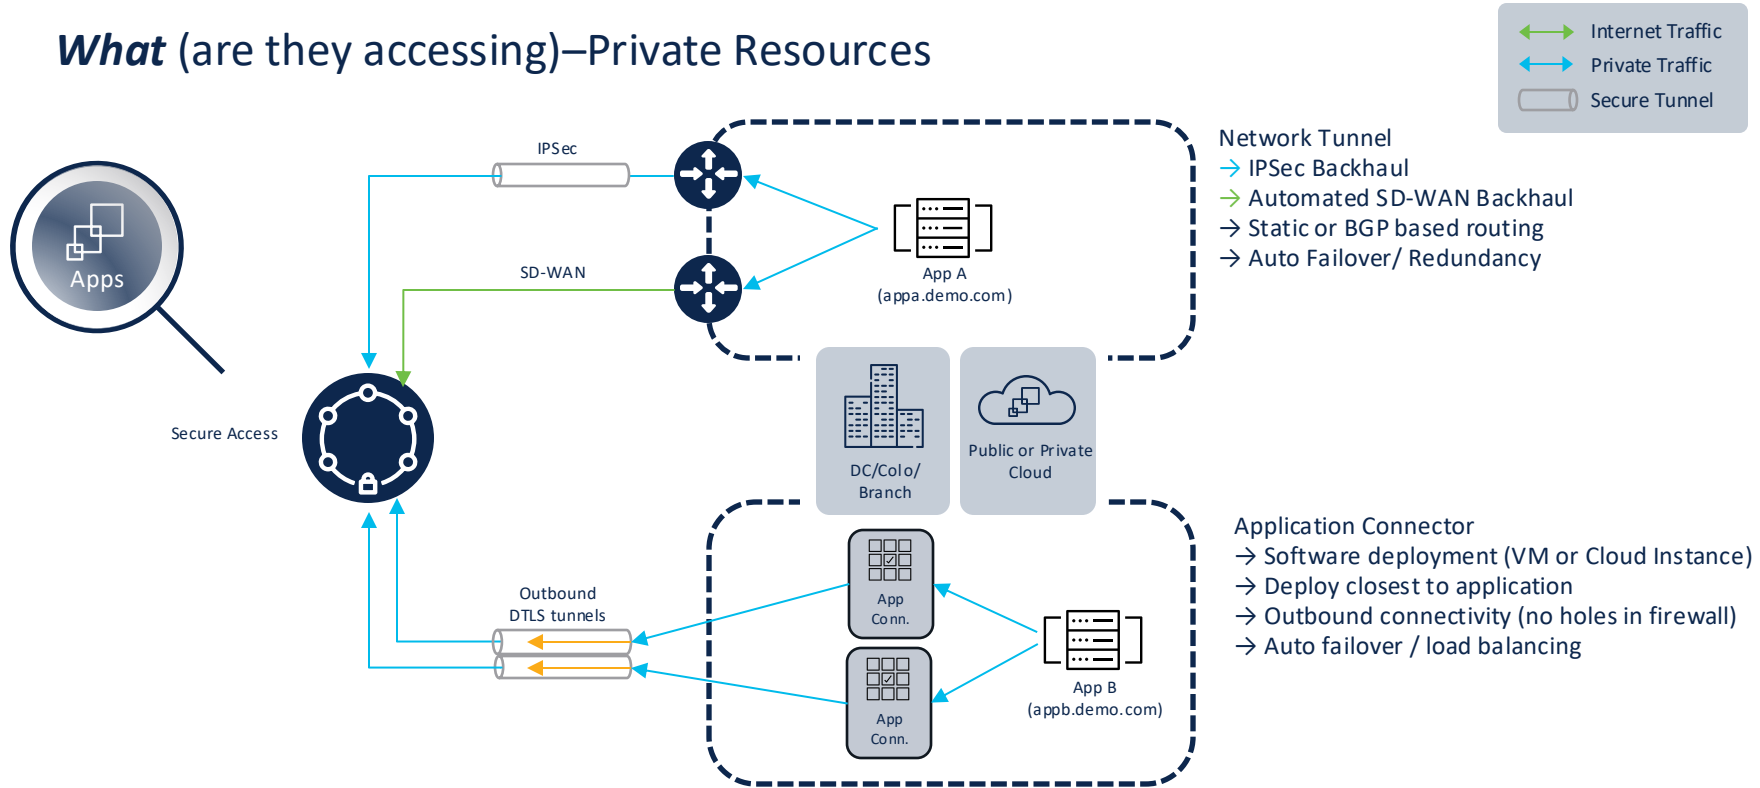 What (are they accessing)–Private Resources
Internet Traffic
Private Traffic
Secure Tunnel
Apps
IPSec
SD-WAN
Secure Access
App A
(appa.demo.com)
Network Tunnel
→ IPSec Backhaul
→ Automated SD-WAN Backhaul
→ Static or BGP based routing
→ Auto Failover/ Redundancy
DC/Colo/
Branch
Public or Private
Cloud
Outbound
DTLS tunnels
App
Conn.
App
Conn.
App B
(appb.demo.com)
Application Connector
→ Software deployment (VM or Cloud Instance)
→ Deploy closest to application
→ Outbound connectivity (no holes in firewall)
→ Auto failover / load balancing